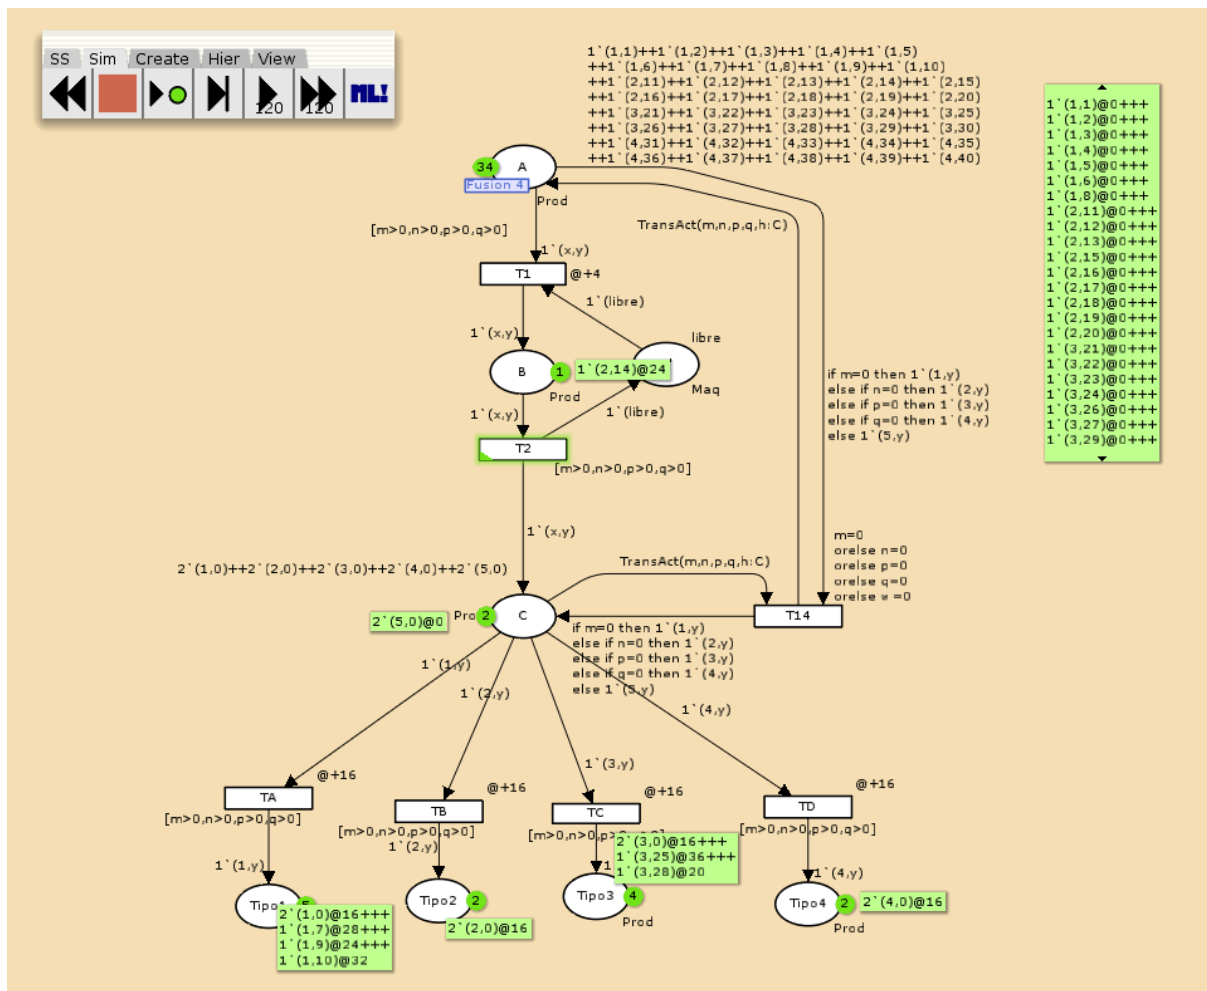 SS Sim Create Hier View
120 120 ML!
1`(1,1)++1`(1,2)++1`(1,3)++1`(1,4)++1`(1,5)
++1`(1,6)++1`(1,7)++1`(1,8)++1`(1,9)++1`(1,10)
++1`(2,11)++1`(2,12)++1`(2,13)++1`(2,14)++1`(2,15)
++1`(2,16)++1`(2,17)++1`(2,18)++1`(2,19)++1`(2,20)
++1`(3,21)++1`(3,22)++1`(3,23)++1`(3,24)++1`(3,25)
++1`(3,26)++1`(3,27)++1`(3,28)++1`(3,29)++1`(3,30)
++1`(4,31)++1`(4,32)++1`(4,33)++1`(4,34)++1`(4,35)
++1`(4,36)++1`(4,37)++1`(4,38)++1`(4,39)++1`(4,40)
1`(1,1)@0+++
1`(1,2)@0+++
1`(1,3)@0+++
1`(1,4)@0+++
1`(1,5)@0+++
1`(1,6)@0+++
1`(1,8)@0+++
1`(2,11)@0+++
1`(2,12)@0+++
1`(2,13)@0+++
1`(2,15)@0+++
1`(2,16)@0+++
1`(2,17)@0+++
1`(2,18)@0+++
1`(2,19)@0+++
1`(2,20)@0+++
1`(3,21)@0+++
1`(3,22)@0+++
1`(3,23)@0+++
1`(3,24)@0+++
1`(3,26)@0+++
1`(3,27)@0+++
1`(3,29)@0+++
34 A
Fusion 4
Prod
[m>0,n>0,p>0,q>0]
TransAct(m,n,p,q,h:C)
1`(x,y)
T1 @+4
1`(libre)
1`(x,y)
libre
B 1 1`(2,14)@24
Prod
Maq
1`(x,y)
1`(libre)
if m=0 then 1`(1,y)
else if n=0 then 1`(2,y)
else if p=0 then 1`(3,y)
else if q=0 then 1`(4,y)
else 1`(5,y)
T2
[m>0,n>0,p>0,q>0]
1`(x,y)
m=0
orelse n=0
orelse p=0
orelse q=0
orelse w =0
2`(1,0)++2`(2,0)++2`(3,0)++2`(4,0)++2`(5,0)
TransAct(m,n,p,q,h:C)
2`(5,0)@0 Pro 2 C
T14
if m=0 then 1`(1,y)
else if n=0 then 1`(2,y)
else if p=0 then 1`(3,y)
else if q=0 then 1`(4,y)
else 1`(5,y)
1`(1,y)
1`(2,y)
1`(3,y)
1`(4,y)
TA @+16
[m>0,n>0,p>0,q>0]
TB @+16
[m>0,n>0,p>0,q>0]
TC @+16
TD @+16
[m>0,n>0,p>0,q>0]
1`(1,y)
1`(2,y)
1`(4,y)
2`(3,0)@16+++
1`(3,25)@36+++
1`(3,28)@20
2`(1,0)@16+++
1`(1,7)@28+++
1`(1,9)@24+++
1`(1,10)@32
Tipo2 2
2`(2,0)@16
Tipo3 4
Prod
Tipo4 2 2`(4,0)@16
Prod